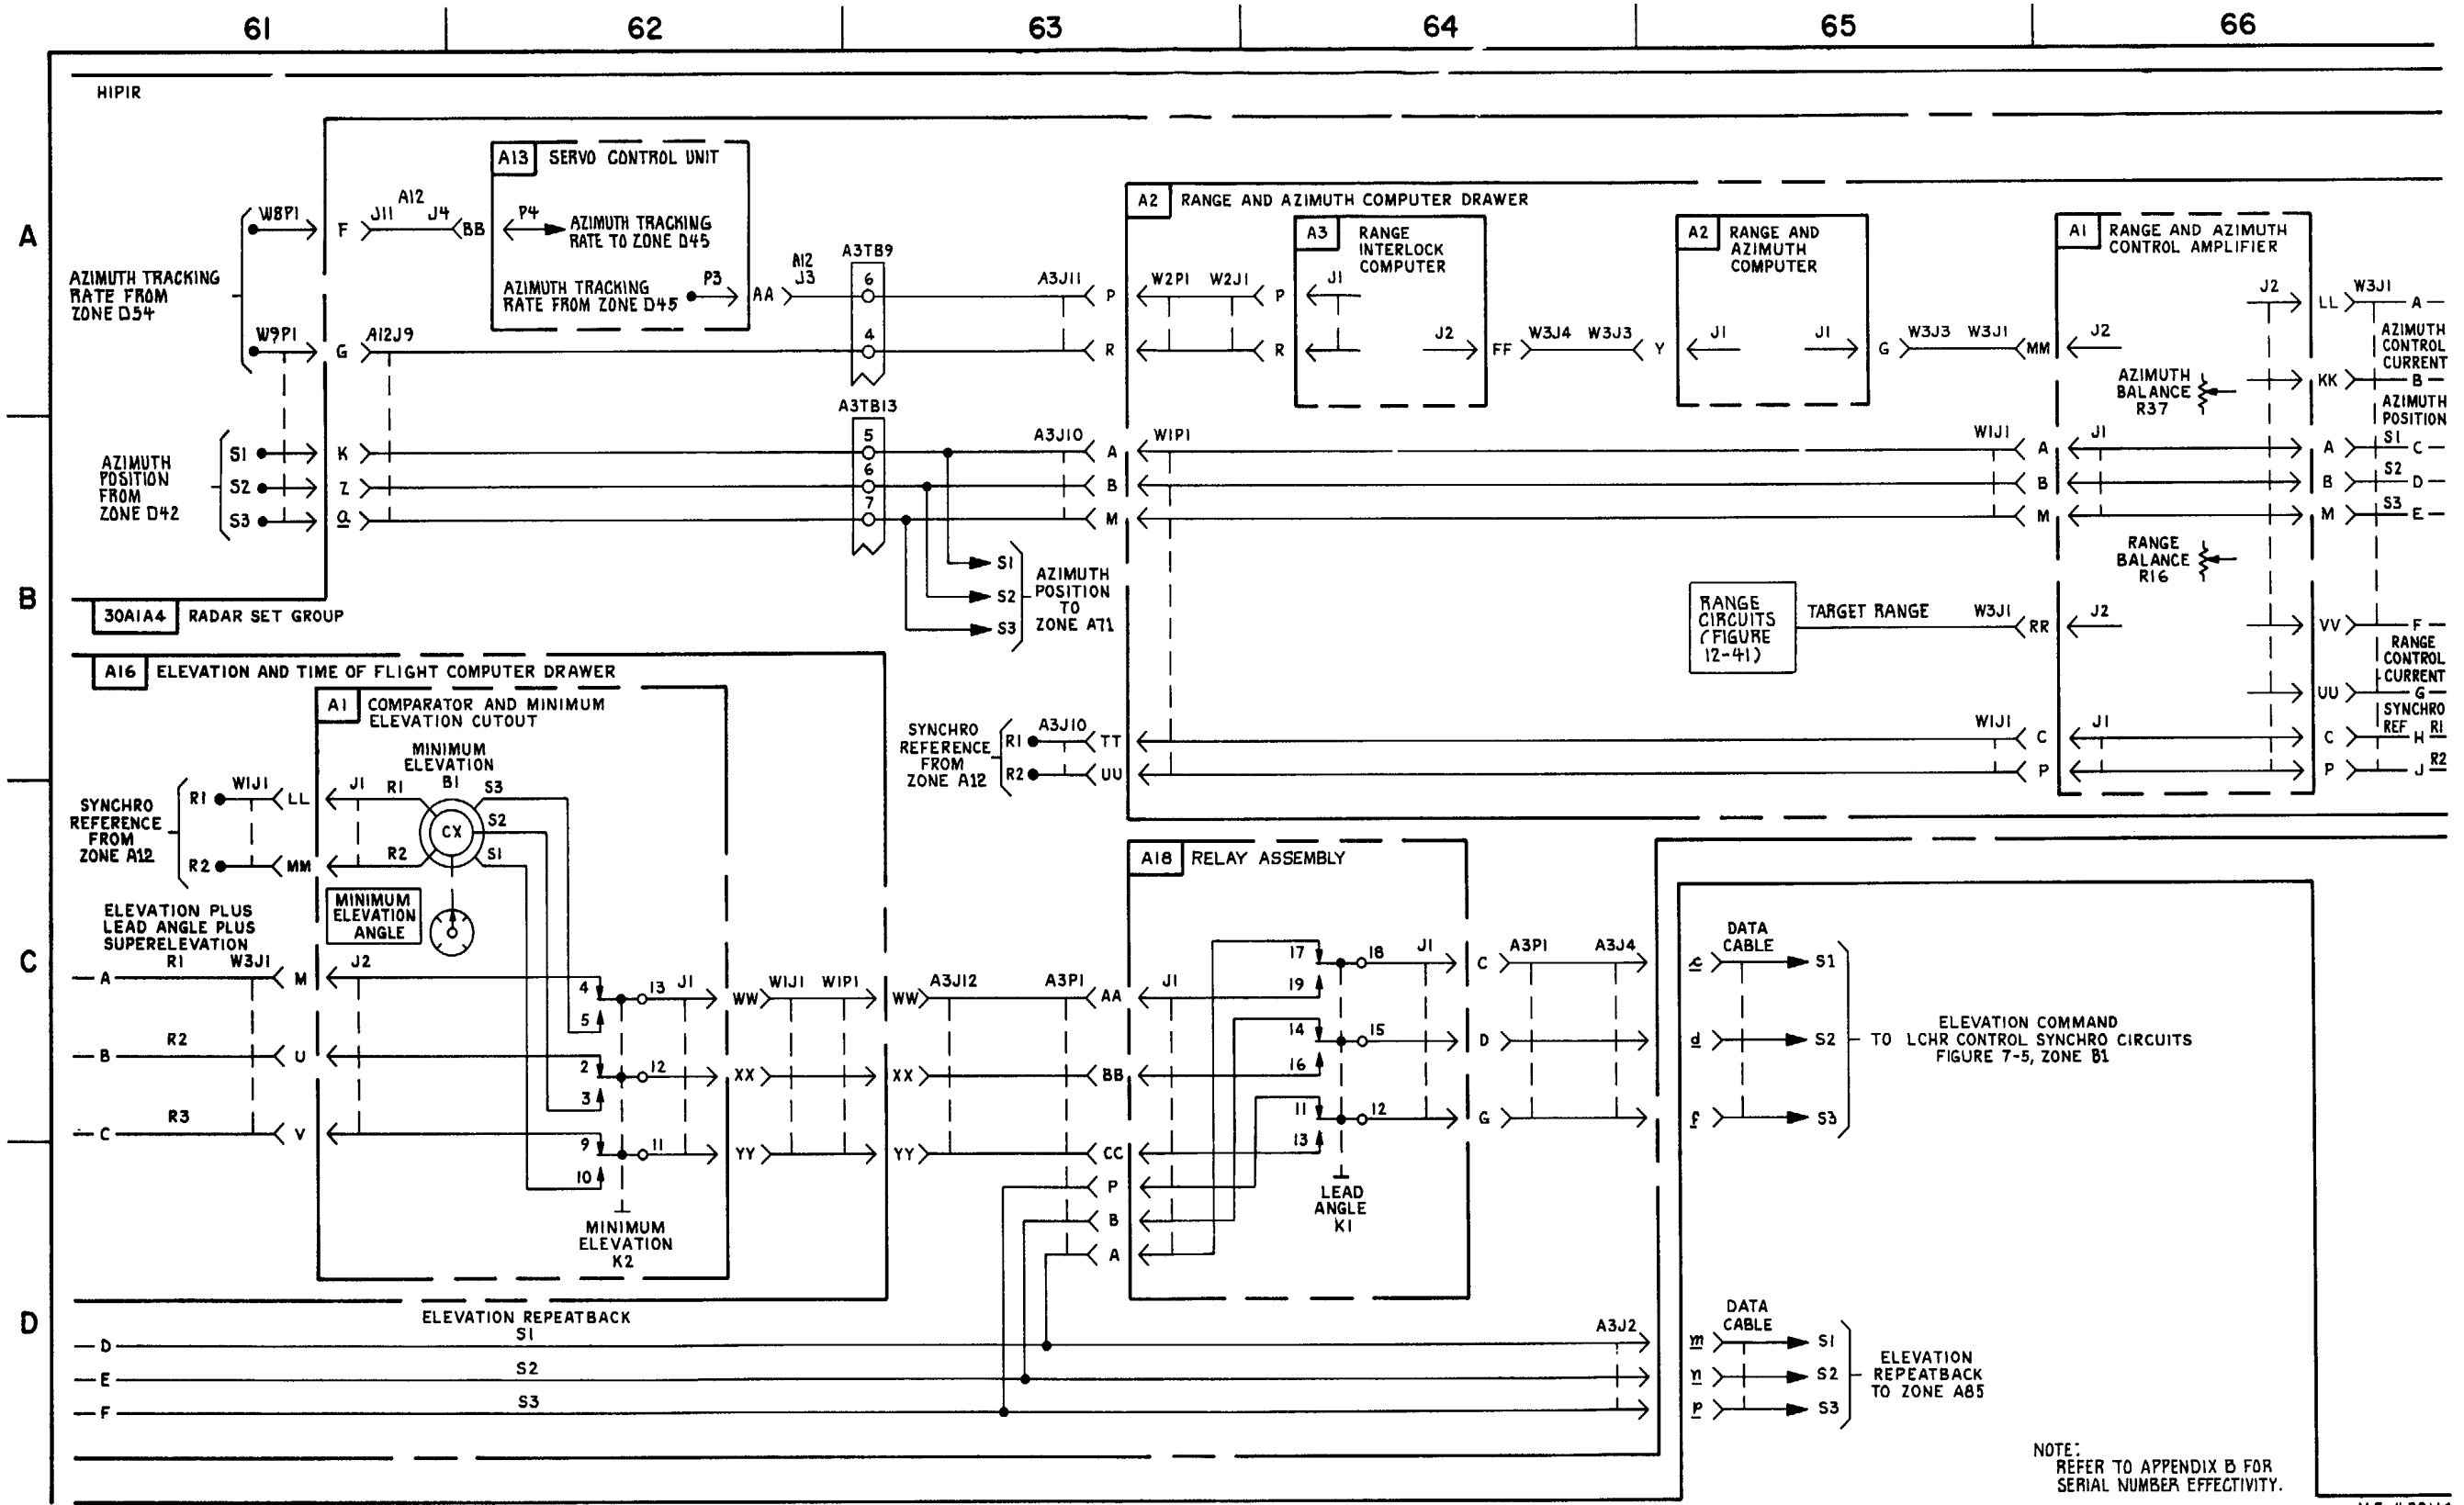 61 62 63 64 65 66
HIPIR
A
B
C
D
A13 SERVO CONTROL UNIT
W8P1 F J11 A12 J4 BB P4
AZIMUTH TRACKING
RATE TO ZONE D45
AZIMUTH TRACKING
RATE FROM
ZONE D54
AZIMUTH TRACKING
RATE FROM ZONE D45
P3 AA A12
J3
A3TB9
6
4
A3J11 P W2P1 W2J1 P J1
W9P1 G A12J9
R R
A2 RANGE AND AZIMUTH COMPUTER DRAWER
A3 RANGE
INTERLOCK
COMPUTER
J2 FF W3J4 W3J3 Y J1
A2 RANGE AND
AZIMUTH
COMPUTER
J1 G W3J3 W3J1 MM J2
A1 RANGE AND AZIMUTH
CONTROL AMPLIFIER
J2 LL W3J1 A
AZIMUTH
CONTROL
CURRENT
KK B
AZIMUTH
BALANCE
R37
AZIMUTH
POSITION
AZIMUTH
POSITION
FROM
ZONE D42
S1 K
S2 Z
S3 a
A3TB13
5
6
7
A3J10 A W1P1 W1J1 A J1 A S1 C
B B B S2 D
M M M S3 E
S1
S2
S3
AZIMUTH
POSITION
TO
ZONE A71
RANGE
BALANCE
R16
RANGE
CIRCUITS
(FIGURE
12-41)
TARGET RANGE W3J1 RR J2 VV F
RANGE
CONTROL
CURRENT
UU G
SYNCHRO
REF
30A1A4 RADAR SET GROUP
SYNCHRO
REFERENCE
FROM
ZONE A12
R1 A3J10 TT W1J1 C J1 C H R1
R2 UU P P J R2
A16 ELEVATION AND TIME OF FLIGHT COMPUTER DRAWER
A1 COMPARATOR AND MINIMUM
ELEVATION CUTOUT
MINIMUM
ELEVATION
B1
SYNCHRO
REFERENCE
FROM
ZONE A12
R1 W1J1 LL J1 R1 S3
CX S2
R2 MM R2 S1
MINIMUM
ELEVATION
ANGLE
ELEVATION PLUS
LEAD ANGLE PLUS
SUPERELEVATION
A R1 W3J1 M J2
B R2 U
C R3 V
4 13 J1 WW W1J1 W1P1 WW A3J12 A3P1 AA J1
5
2 12 XX XX BB
3
9 11 YY YY CC
10
P
B
A
MINIMUM
ELEVATION
K2
A18 RELAY ASSEMBLY
17 18 J1 C A3P1 A3J4
19
14 15 D
16
11 12 G
13
LEAD
ANGLE
K1
DATA
CABLE
c S1
d S2
f S3
ELEVATION COMMAND
TO LCHR CONTROL SYNCHRO CIRCUITS
FIGURE 7-5, ZONE B1
ELEVATION REPEATBACK
D S1 A3J2
E S2
F S3
DATA
CABLE
m S1
n S2
p S3
ELEVATION
REPEATBACK
TO ZONE A85
NOTE:
REFER TO APPENDIX B FOR
SERIAL NUMBER EFFECTIVITY.